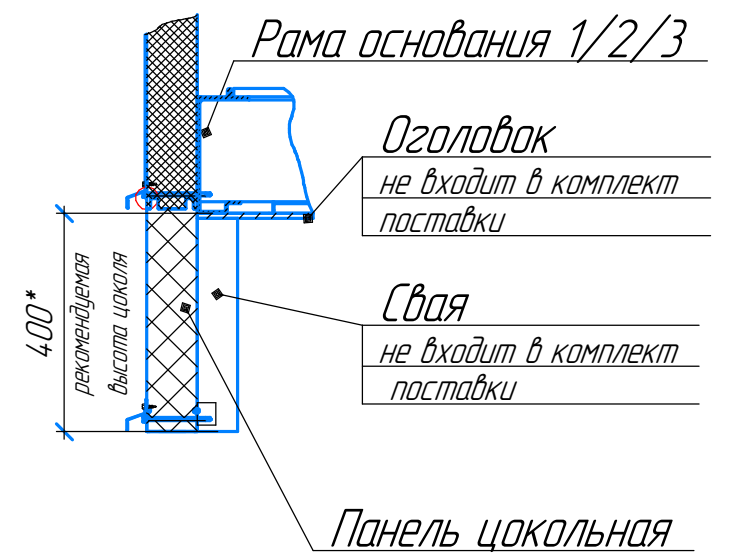 Рама основания 1/2/3
Оголовок
не входит в комплект
поставки
400*
рекомендуемая
высота цоколя
Свая
не входит в комплект
поставки
Панель цокольная